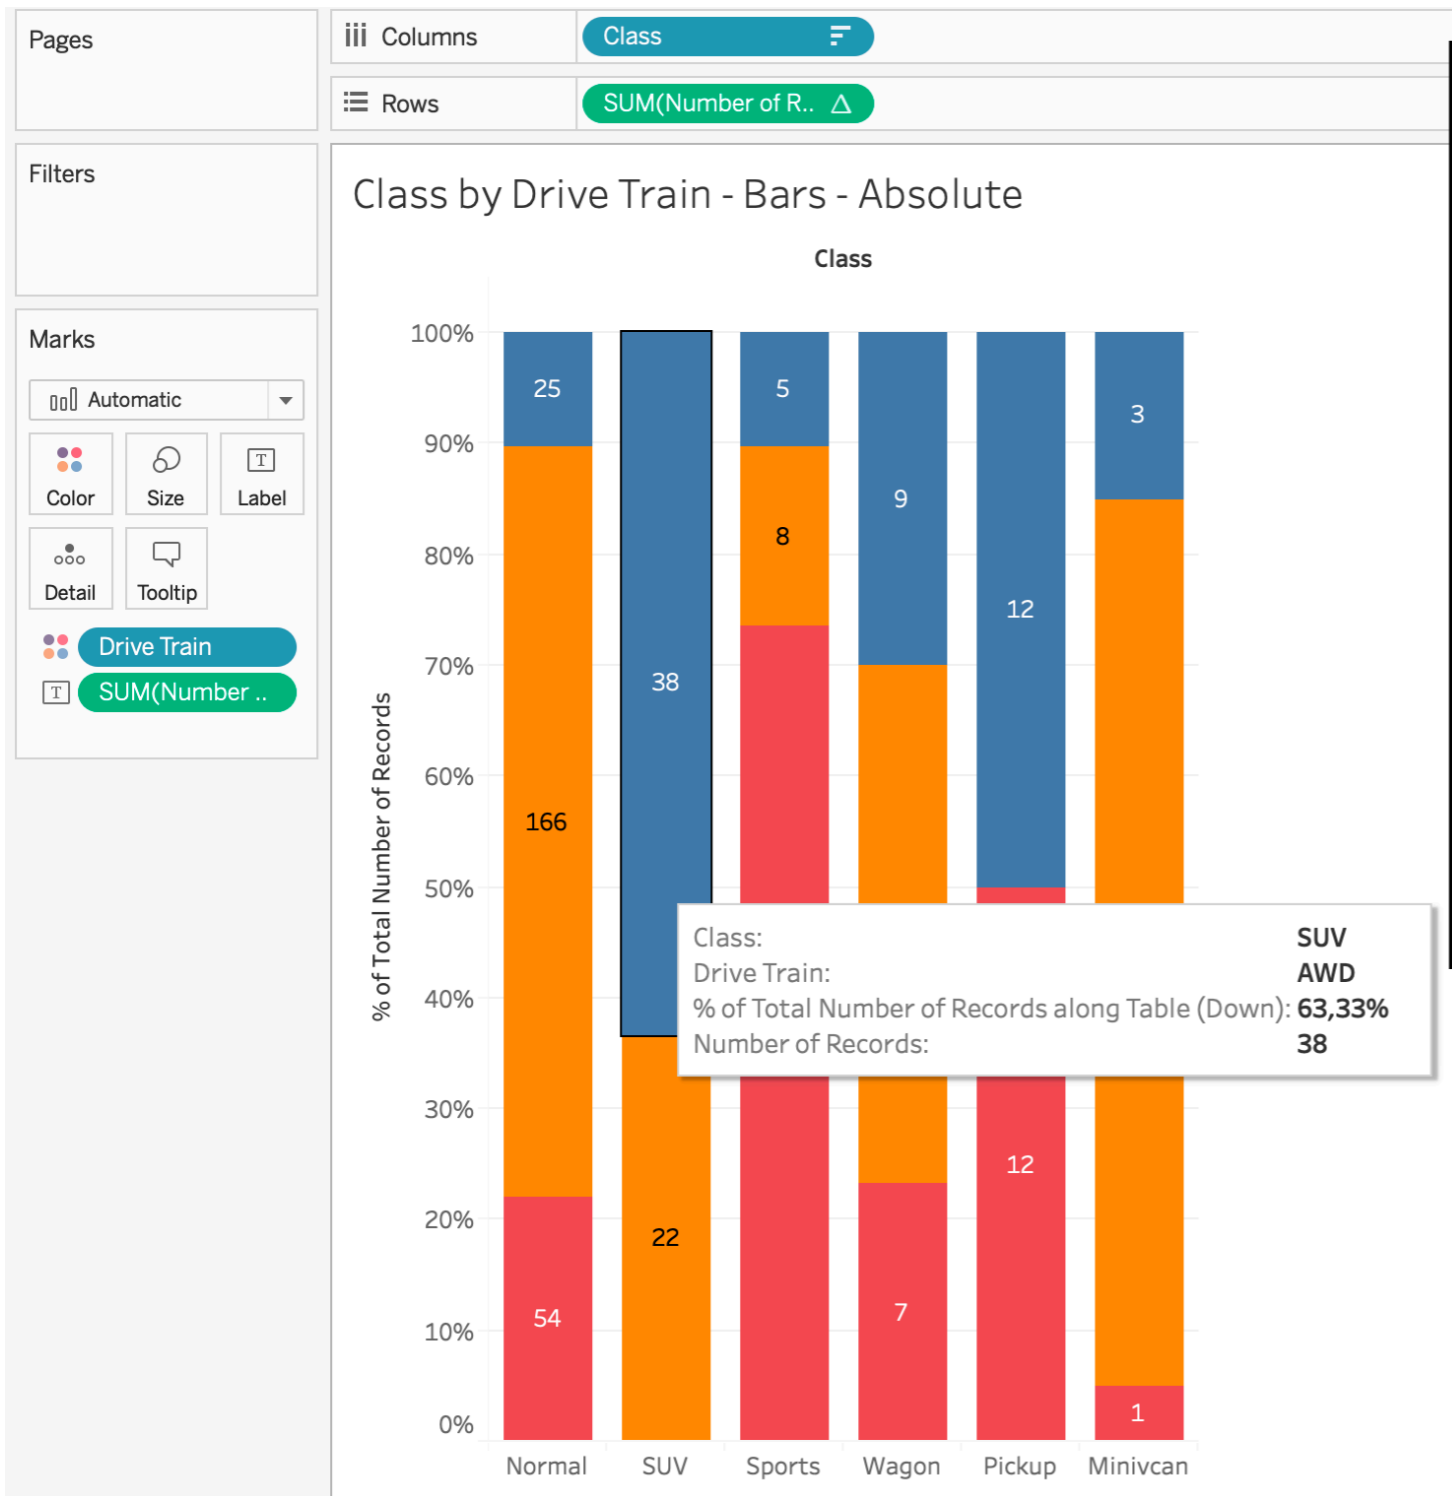 Pages
Columns
Class
Rows
SUM(Number of R..
Filters
Class by Drive Train - Bars - Absolute
Class
Marks
Automatic
Color Size Label
Detail Tooltip
Drive Train
SUM(Number ..
% of Total Number of Records
100%
90%
80%
70%
60%
50%
40%
30%
20%
10%
0%
25 5 3
9
8
12
38
166
Class: SUV
Drive Train: AWD
% of Total Number of Records along Table (Down): 63,33%
Number of Records: 38
12
22
54 7
1
Normal SUV Sports Wagon Pickup Minivcan